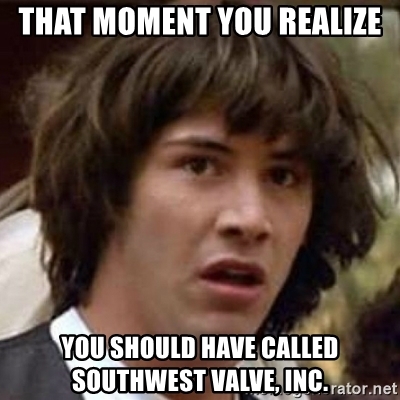 THAT MOMENT YOU REALIZE
YOU SHOULD HAVE CALLED
SOUTHWEST VALVE, INC.